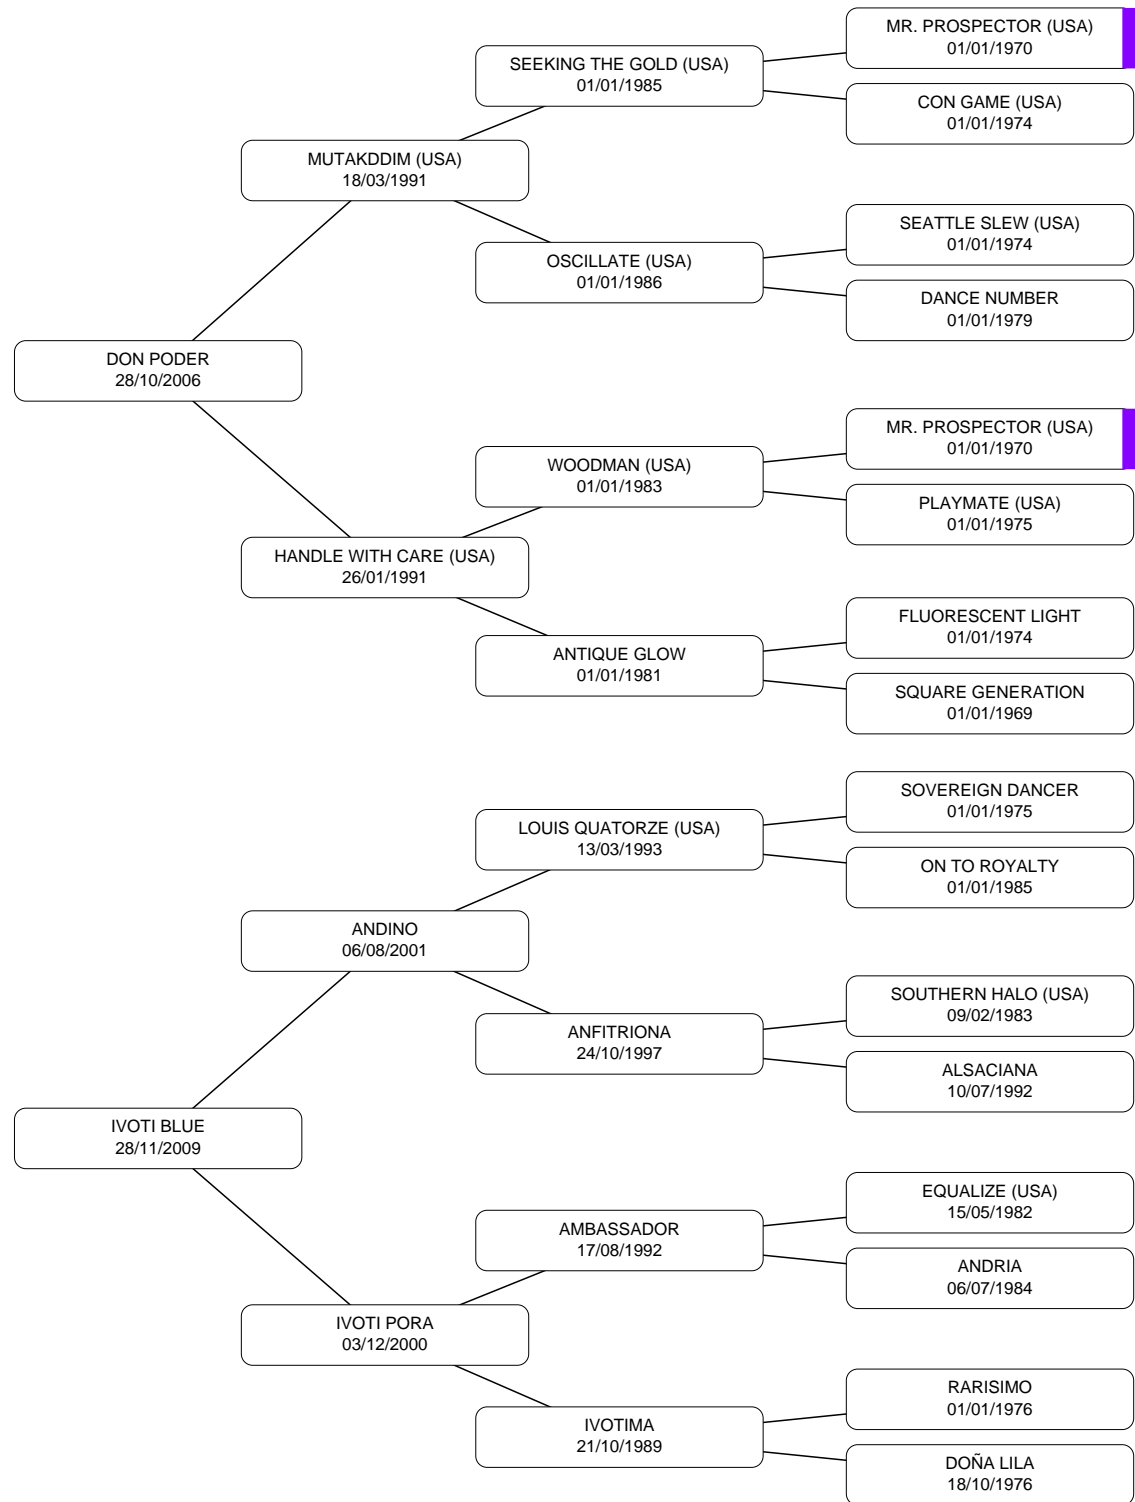 MR. PROSPECTOR (USA)
01/01/1970
SEEKING THE GOLD (USA)
01/01/1985
CON GAME (USA)
01/01/1974
MUTAKDDIM (USA)
18/03/1991
SEATTLE SLEW (USA)
01/01/1974
OSCILLATE (USA)
01/01/1986
DANCE NUMBER
01/01/1979
DON PODER
28/10/2006
MR. PROSPECTOR (USA)
01/01/1970
WOODMAN (USA)
01/01/1983
PLAYMATE (USA)
01/01/1975
HANDLE WITH CARE (USA)
26/01/1991
FLUORESCENT LIGHT
01/01/1974
ANTIQUE GLOW
01/01/1981
SQUARE GENERATION
01/01/1969
SOVEREIGN DANCER
01/01/1975
LOUIS QUATORZE (USA)
13/03/1993
ON TO ROYALTY
01/01/1985
ANDINO
06/08/2001
SOUTHERN HALO (USA)
09/02/1983
ANFITRIONA
24/10/1997
ALSACIANA
10/07/1992
IVOTI BLUE
28/11/2009
EQUALIZE (USA)
15/05/1982
AMBASSADOR
17/08/1992
ANDRIA
06/07/1984
IVOTI PORA
03/12/2000
RARISIMO
01/01/1976
IVOTIMA
21/10/1989
DOÑA LILA
18/10/1976